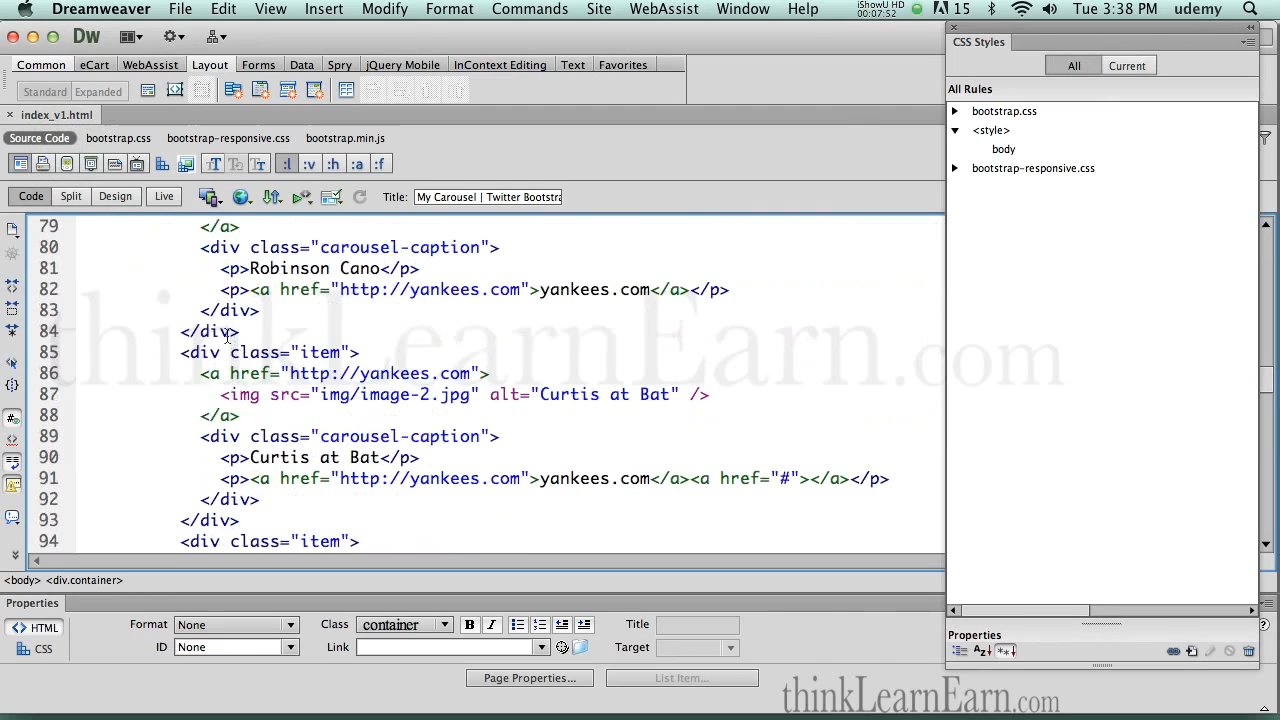 Dreamweaver File Edit View Insert Modify Format Commands Site WebAssist Window Help iShowU HD 00:07:52 15 Tue 3:38 PM udemy
Dw
CSS Styles
Common eCart WebAssist Layout Forms Data Spry jQuery Mobile InContext Editing Text Favorites
All Current
Standard Expanded
All Rules
index_v1.html
bootstrap.css
<style>
Source Code bootstrap.css bootstrap-responsive.css bootstrap.min.js
body
bootstrap-responsive.css
Code Split Design Live Title: My Carousel | Twitter Bootstra
79 </a>
80 <div class="carousel-caption">
81 <p>Robinson Cano</p>
82 <p><a href="http://yankees.com">yankees.com</a></p>
83 </div>
84 </div>
85 <div class="item">
86 <a href="http://yankees.com">
87 <img src="img/image-2.jpg" alt="Curtis at Bat" />
88 </a>
89 <div class="carousel-caption">
90 <p>Curtis at Bat</p>
91 <p><a href="http://yankees.com">yankees.com</a><a href="#"></a></p>
92 </div>
93 </div>
94 <div class="item">
thinkLearnEarn.com
<body> <div.container>
Properties
HTML Format None Class container B I Title
CSS ID None Link Target
Page Properties... List Item...
Properties
thinkLearnEarn.com